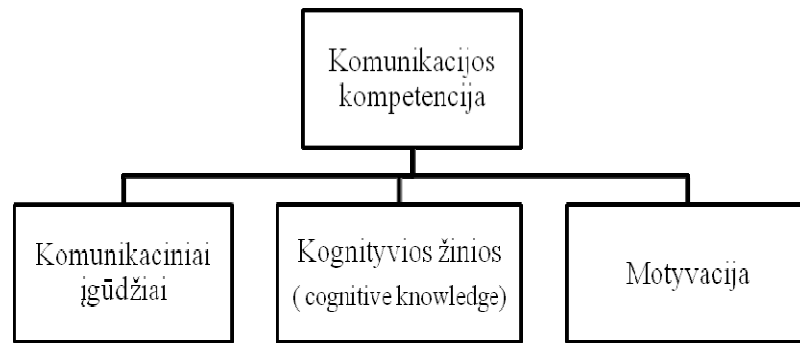 Komunikacijos
kompetencija
Komunikaciniai
įgūdžiai
Kognityvios žinios
( cognitive knowledge)
Motyvacija